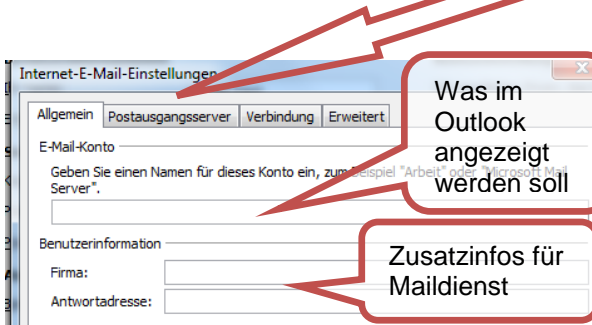 Internet-E-Mail-Einstellungen
Was im
Outlook
angezeigt
werden soll
Allgemein Postausgangsserver Verbindung Erweitert
E-Mail-Konto
Geben Sie einen Namen für dieses Konto ein, zum Beispiel "Arbeit" oder "Microsoft Mail
Server".
Benutzerinformation
Zusatzinfos für
Maildienst
Firma:
Antwortadresse: